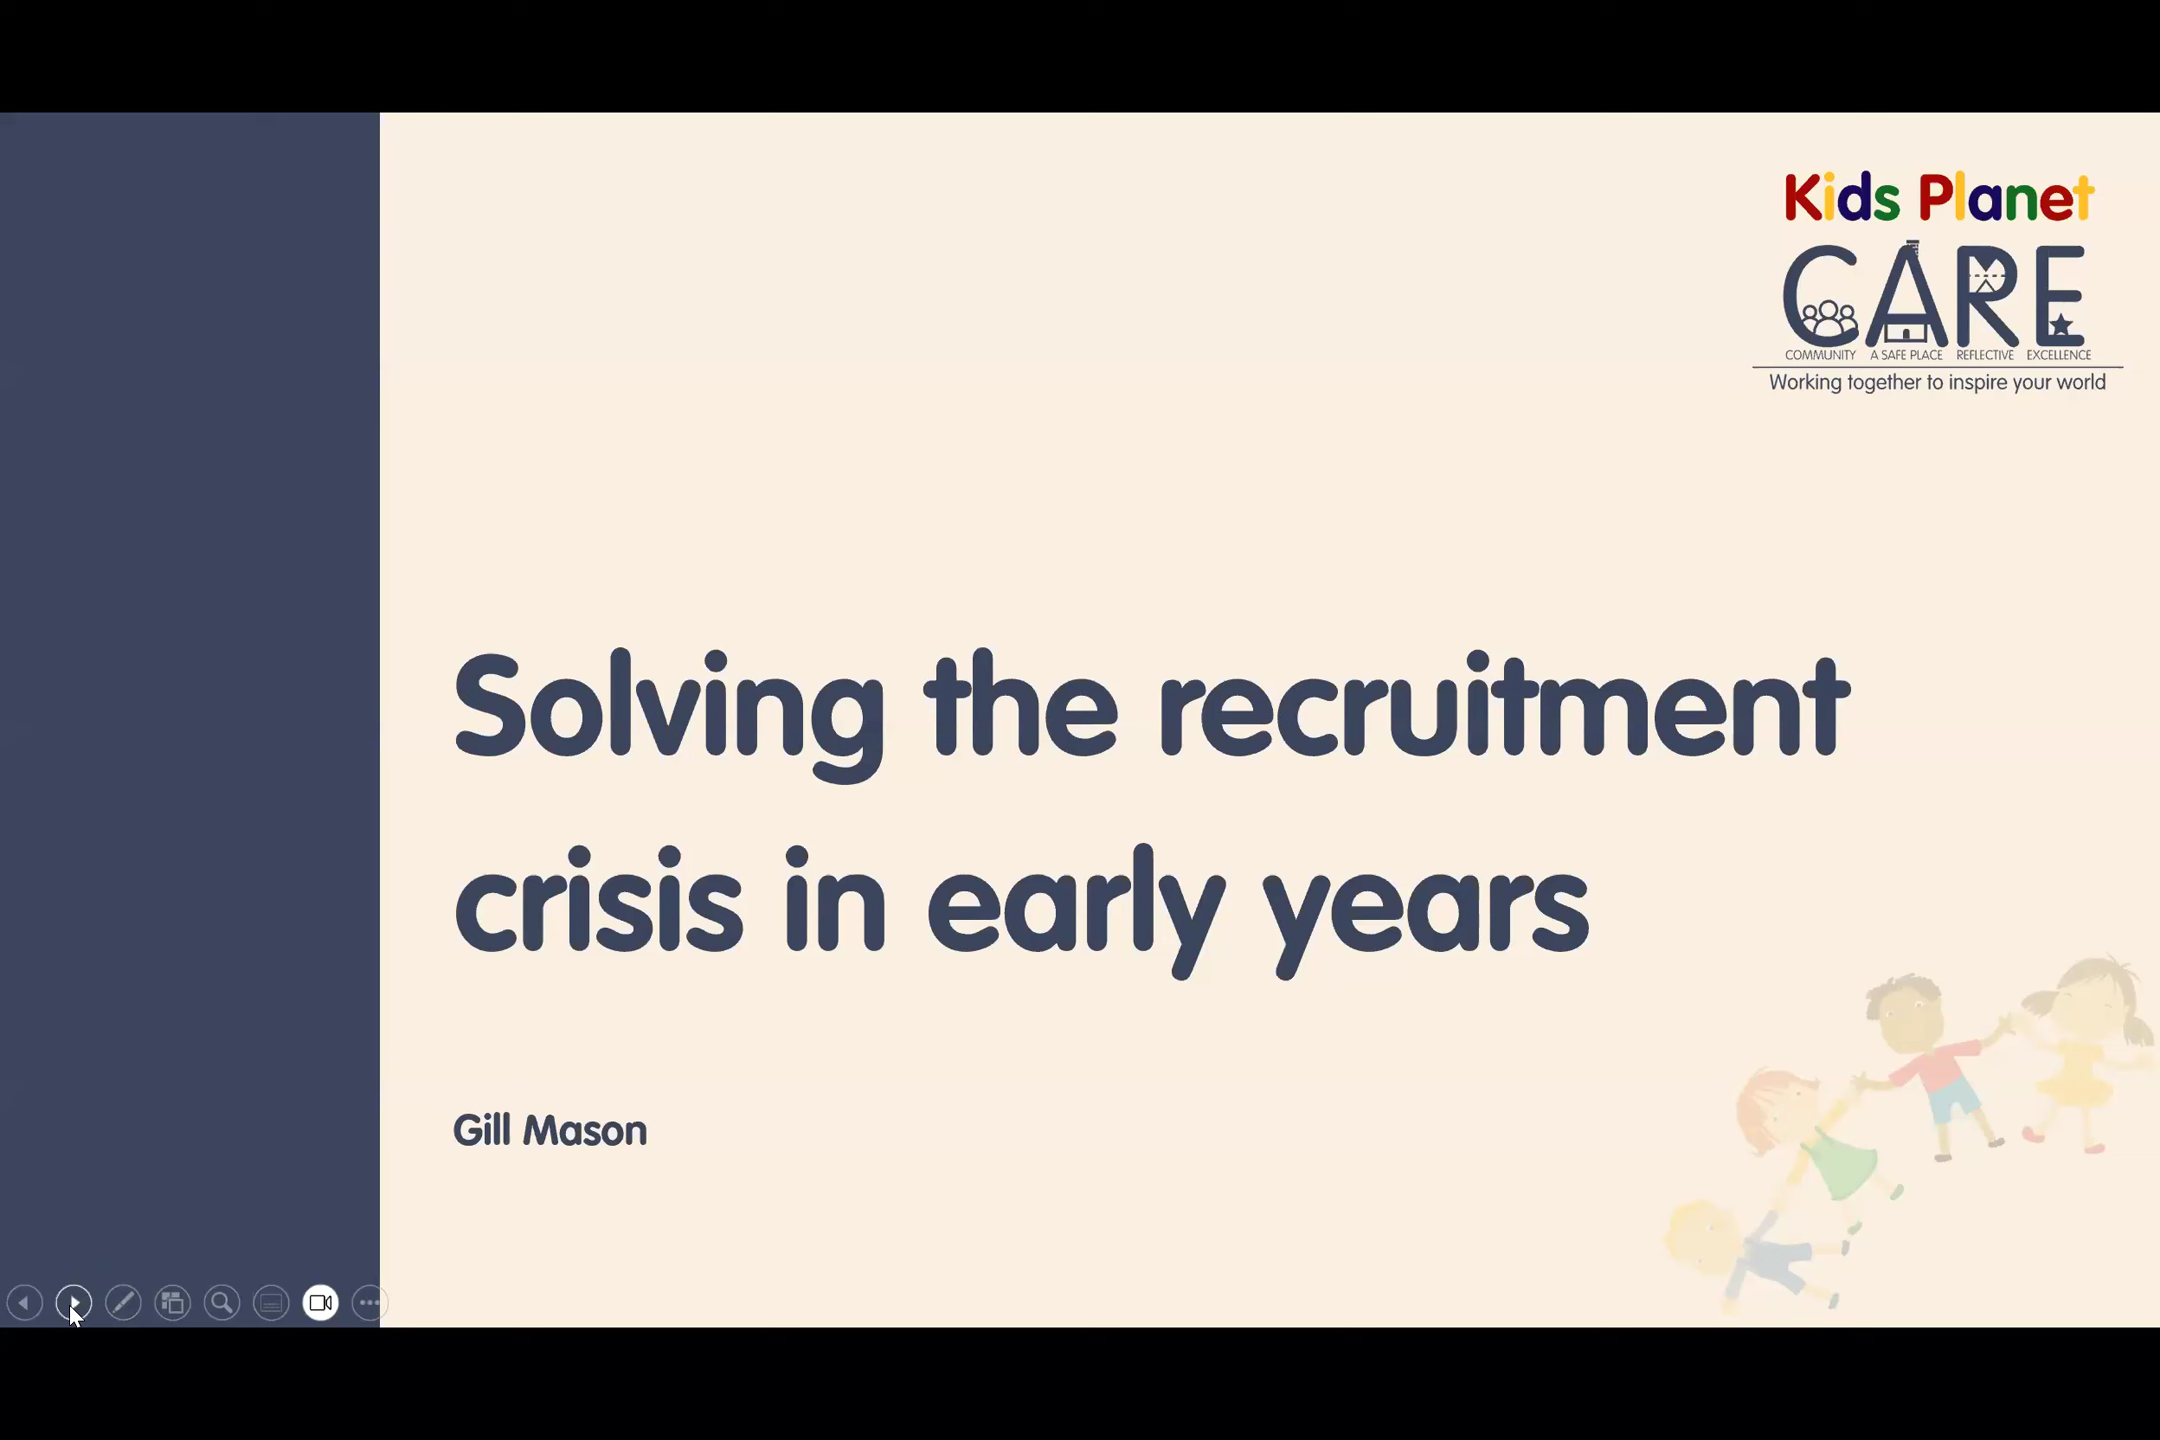 Kids Planet
CARE
COMMUNITY A SAFE PLACE REFLECTIVE EXCELLENCE
Working together to inspire your world
Solving the recruitment
crisis in early years
Gill Mason